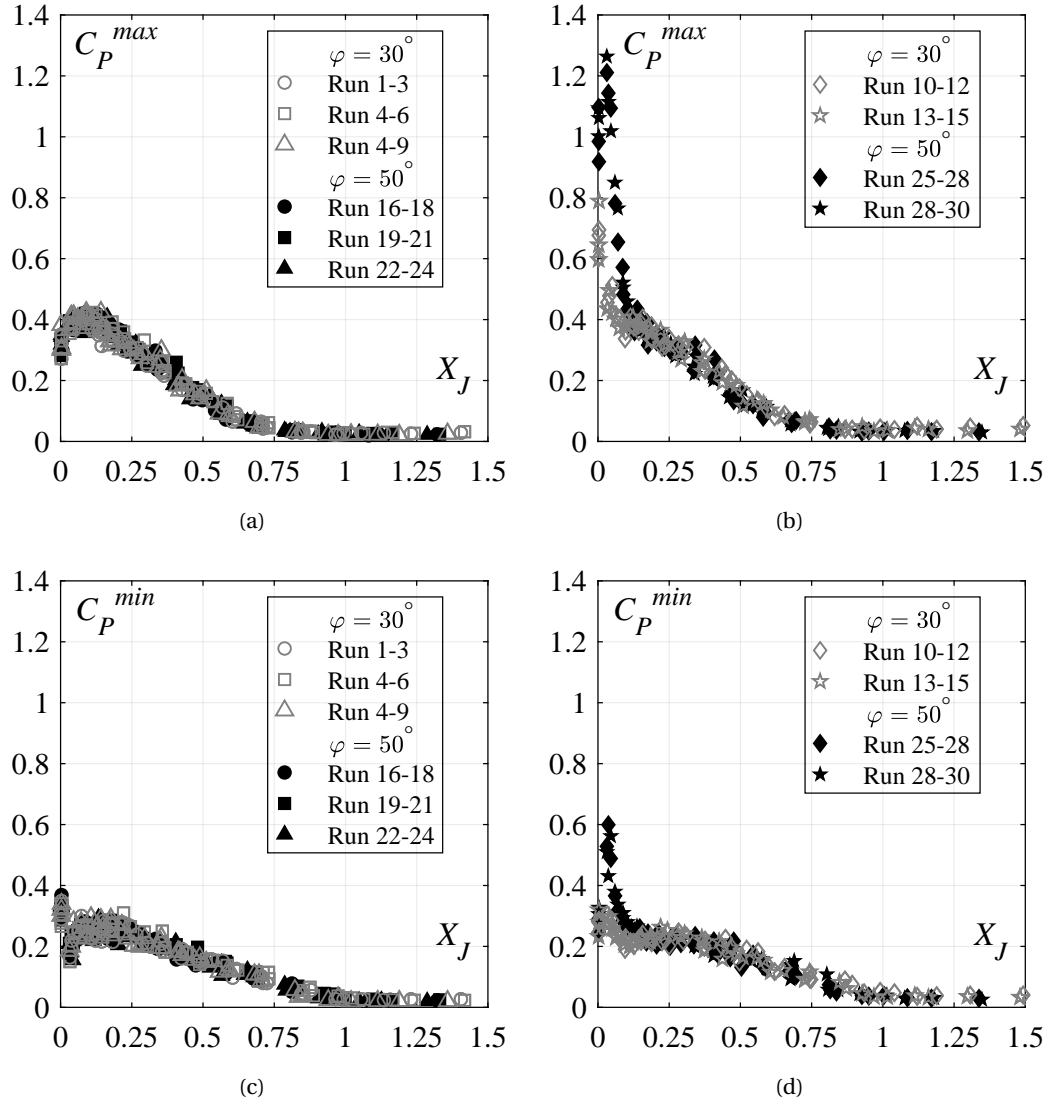 1.4
1.2
1
0.8
0.6
0.4
0.2
0
C_P^max
φ = 30°
Run 1-3
Run 4-6
Run 4-9
φ = 50°
Run 16-18
Run 19-21
Run 22-24
X_J
0 0.25 0.5 0.75 1 1.25 1.5
(a)
1.4
1.2
1
0.8
0.6
0.4
0.2
0
C_P^max
φ = 30°
Run 10-12
Run 13-15
φ = 50°
Run 25-28
Run 28-30
X_J
0 0.25 0.5 0.75 1 1.25 1.5
(b)
1.4
1.2
1
0.8
0.6
0.4
0.2
0
C_P^min
φ = 30°
Run 1-3
Run 4-6
Run 4-9
φ = 50°
Run 16-18
Run 19-21
Run 22-24
X_J
0 0.25 0.5 0.75 1 1.25 1.5
(c)
1.4
1.2
1
0.8
0.6
0.4
0.2
0
C_P^min
φ = 30°
Run 10-12
Run 13-15
φ = 50°
Run 25-28
Run 28-30
X_J
0 0.25 0.5 0.75 1 1.25 1.5
(d)